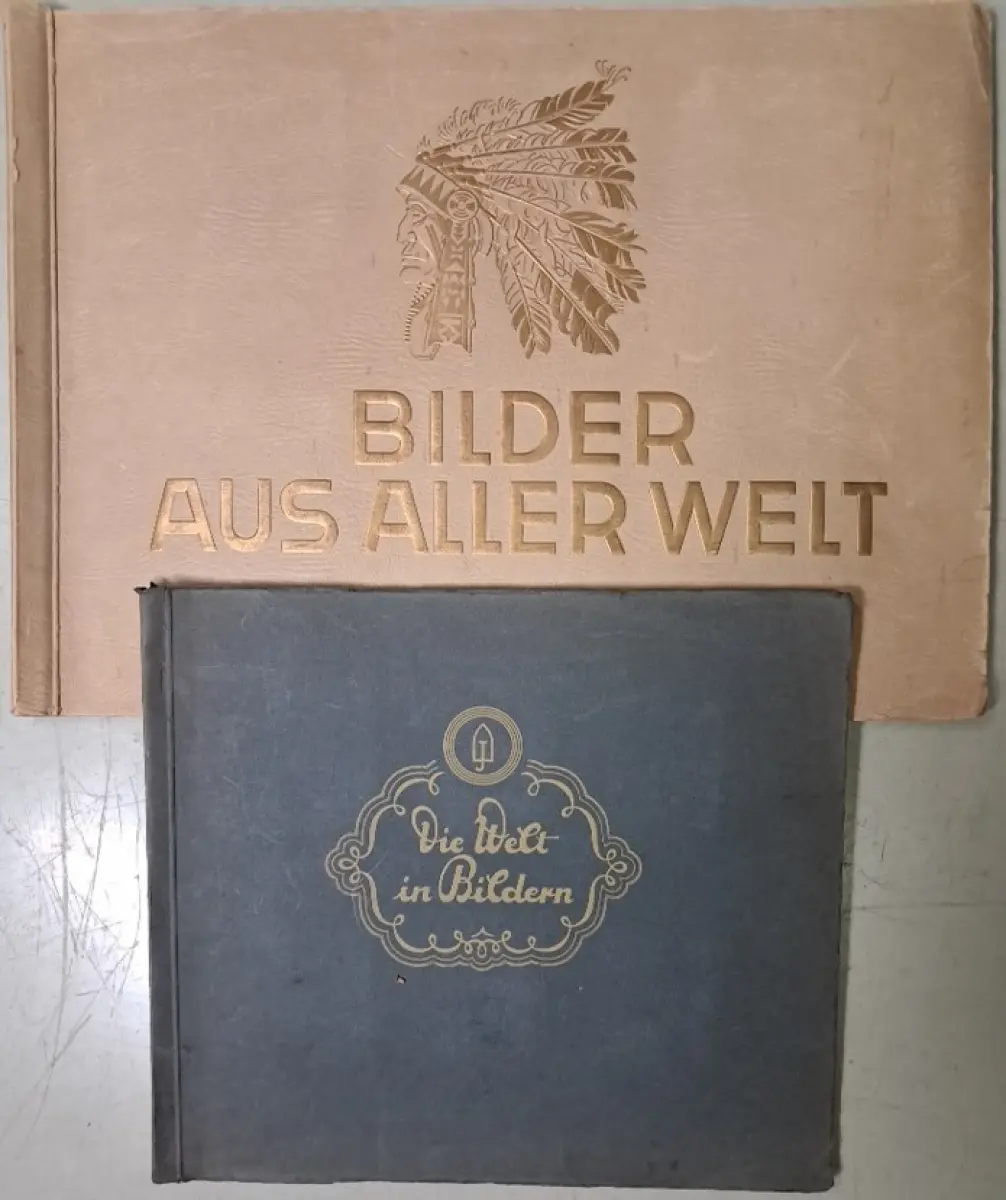 BILDER
AUS ALLER WELT
Die Welt
in Bildern